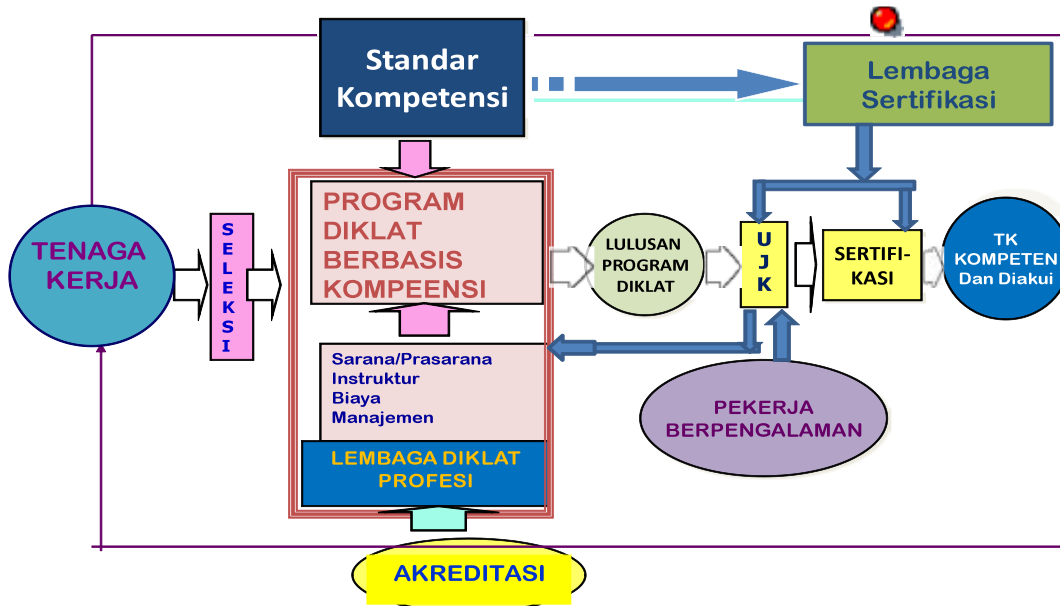 Standar
Kompetensi
Lembaga
Sertifikasi
TENAGA
KERJA
S
E
L
E
K
S
I
PROGRAM
DIKLAT
BERBASIS
KOMPEENSI
LULUSAN
PROGRAM
DIKLAT
U
J
K
SERTIFI-
KASI
TK
KOMPETEN
Dan Diakui
Sarana/Prasarana
Instruktur
Biaya
Manajemen
LEMBAGA DIKLAT
PROFESI
PEKERJA
BERPENGALAMAN
AKREDITASI